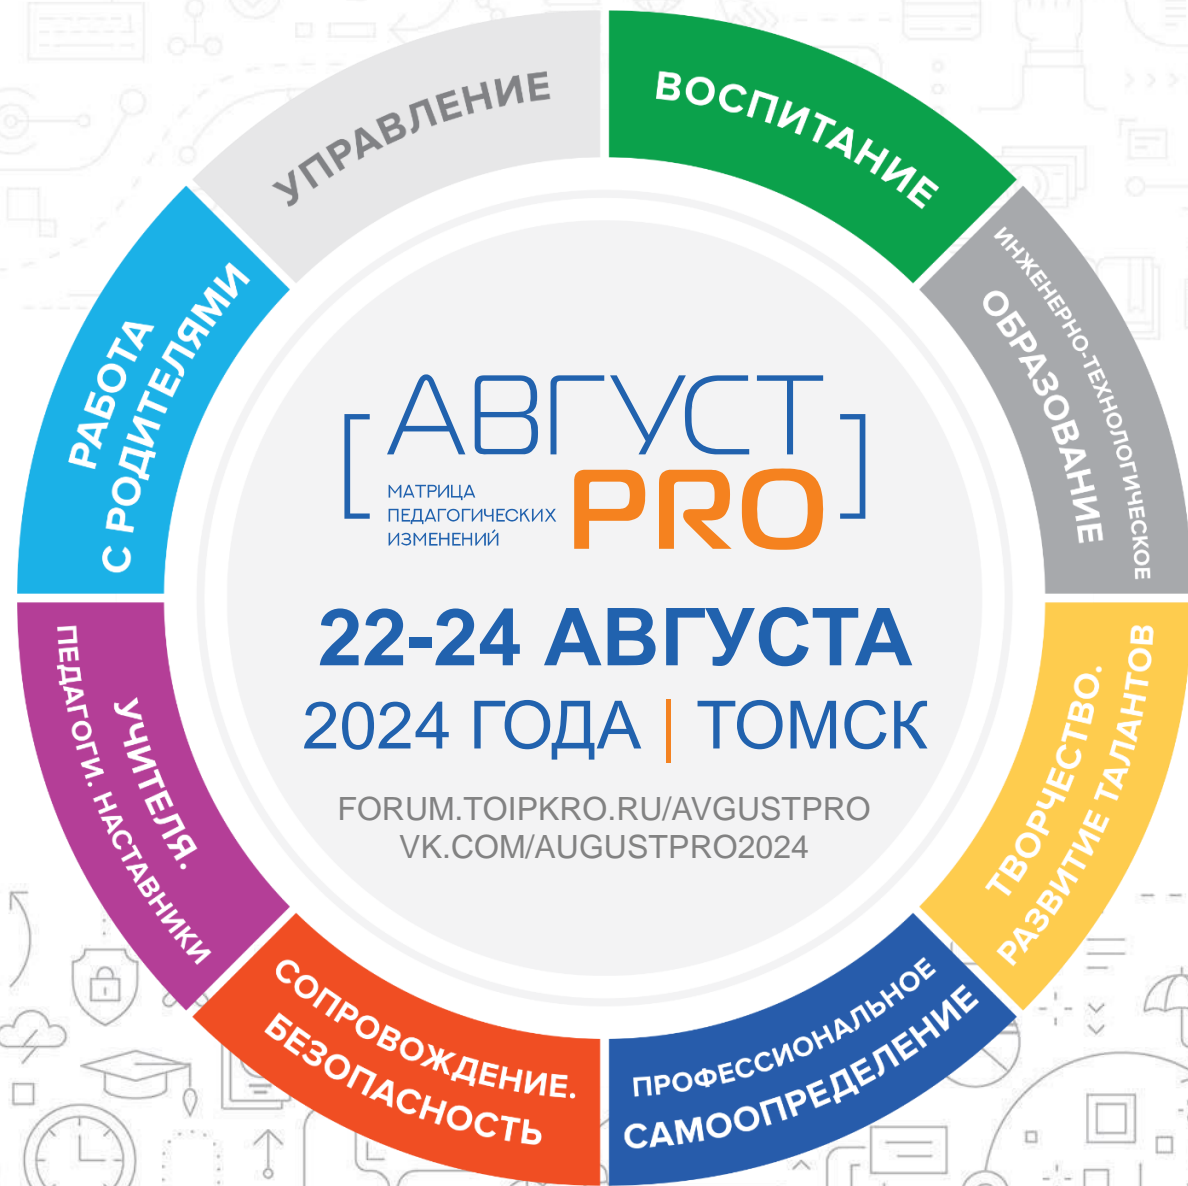 УПРАВЛЕНИЕ
ВОСПИТАНИЕ
ИНЖЕНЕРНО-ТЕХНОЛОГИЧЕСКОЕ
ОБРАЗОВАНИЕ
ТВОРЧЕСТВО.
РАЗВИТИЕ ТАЛАНТОВ
ПРОФЕССИОНАЛЬНОЕ
САМООПРЕДЕЛЕНИЕ
СОПРОВОЖДЕНИЕ.
БЕЗОПАСНОСТЬ
УЧИТЕЛЯ.
ПЕДАГОГИ. НАСТАВНИКИ
РАБОТА
С РОДИТЕЛЯМИ
[АВГУСТ
PRO]
МАТРИЦА
ПЕДАГОГИЧЕСКИХ
ИЗМЕНЕНИЙ
22-24 АВГУСТА
2024 ГОДА | ТОМСК
FORUM.TOIPKRO.RU/AVGUSTPRO
VK.COM/AUGUSTPRO2024